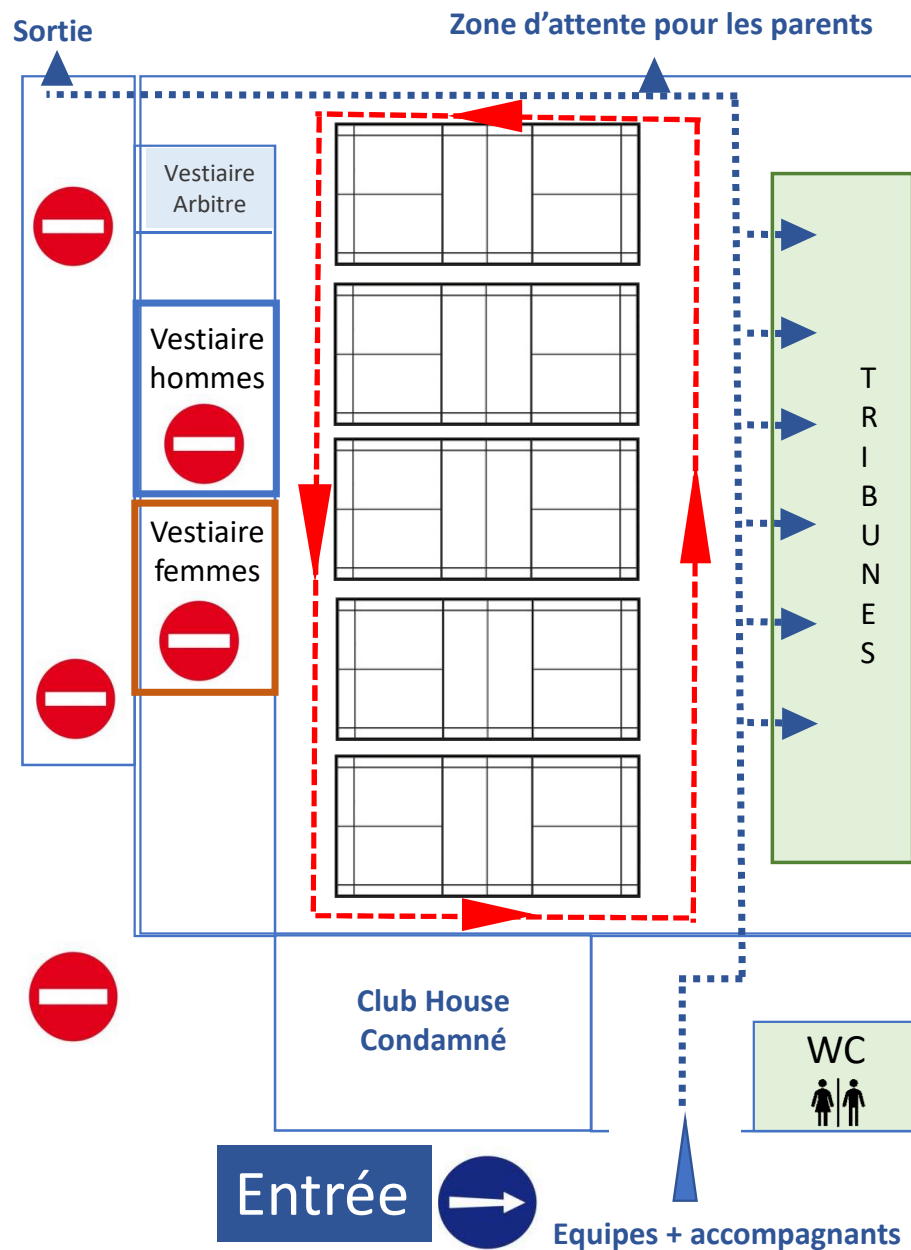 Sortie
Zone d’attente pour les parents
Vestiaire
Arbitre
Vestiaire
hommes
Vestiaire
femmes
T
R
I
B
U
N
E
S
Club House
Condamné
WC
Entrée
Equipes + accompagnants